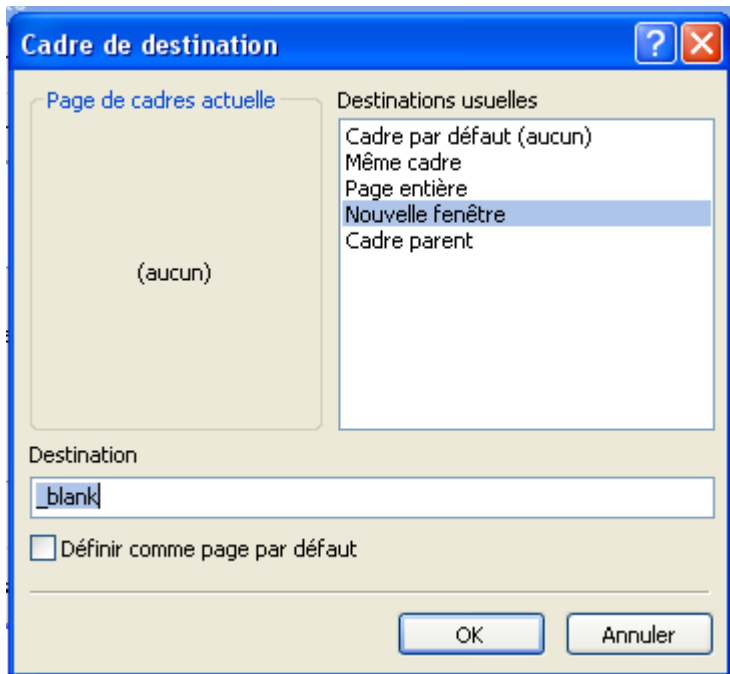 Cadre de destination
Page de cadres actuelle
(aucun)
Destinations usuelles
Cadre par défaut (aucun)
Même cadre
Page entière
Nouvelle fenêtre
Cadre parent
Destination
_blank
Définir comme page par défaut
OK
Annuler